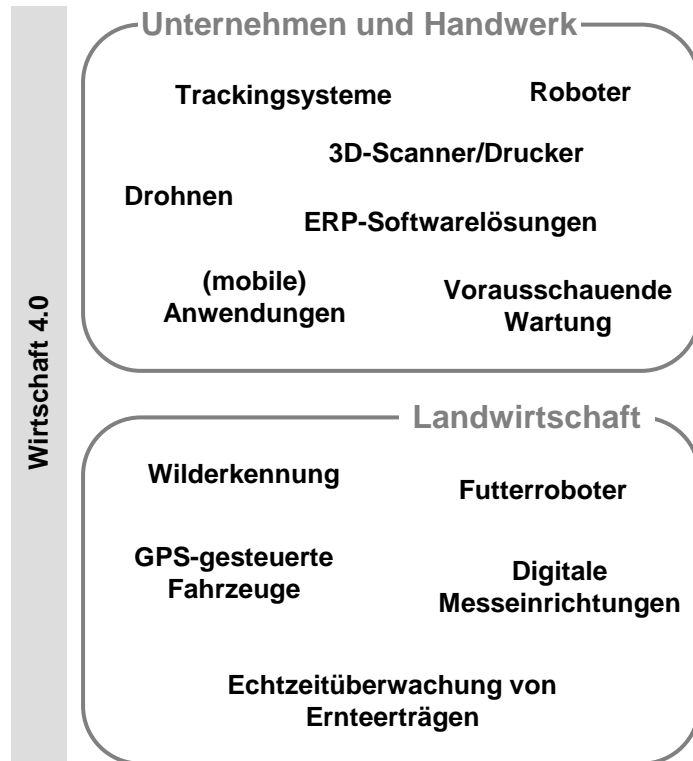 Wirtschaft 4.0
Unternehmen und Handwerk
Trackingsysteme
Roboter
3D-Scanner/Drucker
Drohnen
ERP-Softwarelösungen
(mobile)
Anwendungen
Vorausschauende
Wartung
Landwirtschaft
Wilderkennung
Futterroboter
GPS-gesteuerte
Fahrzeuge
Digitale
Messeinrichtungen
Echtzeitüberwachung von
Ernteerträgen